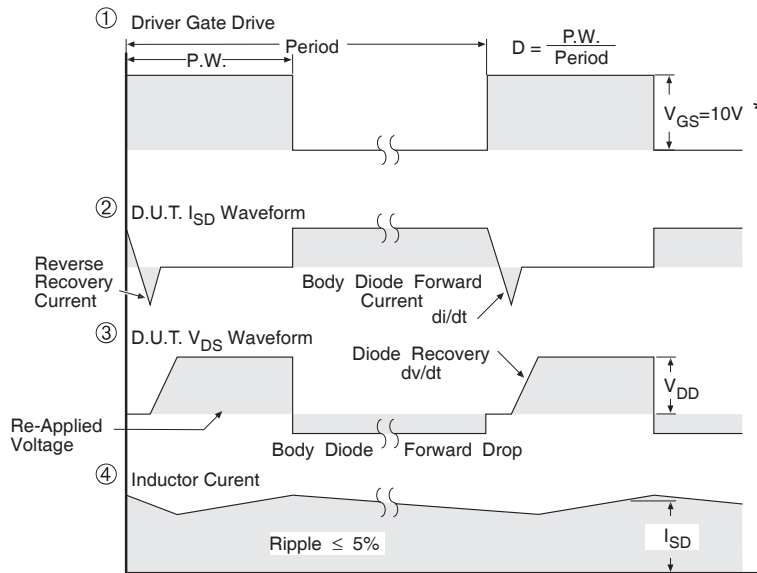 ① Driver Gate Drive
Period
P.W.
D = P.W. / Period
V_GS=10V *
② D.U.T. I_SD Waveform
Reverse
Recovery
Current
Body Diode Forward
Current
di/dt
③ D.U.T. V_DS Waveform
Diode Recovery
dv/dt
V_DD
Re-Applied
Voltage
Body Diode Forward Drop
④ Inductor Curent
Ripple ≤ 5%
I_SD